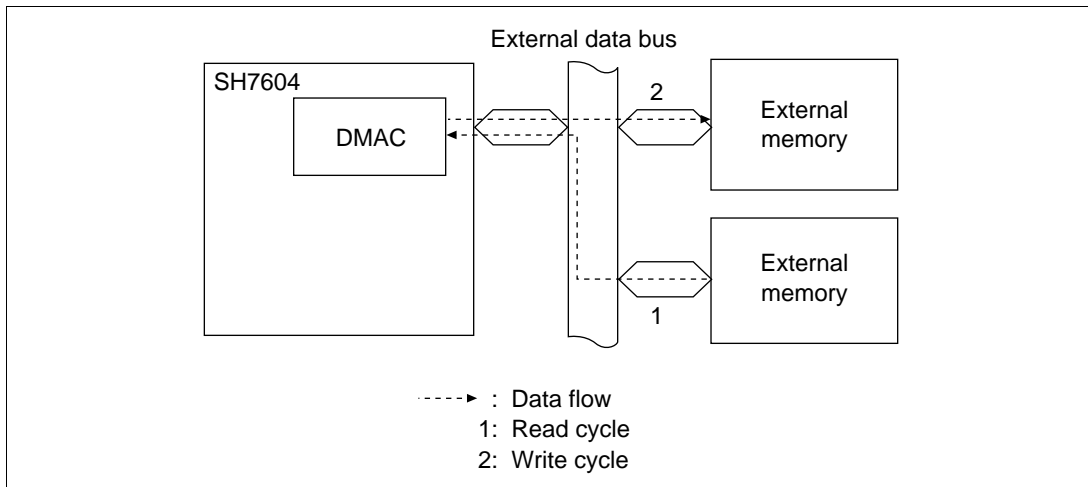 External data bus
SH7604
DMAC
2
External
memory
External
memory
1
: Data flow
1: Read cycle
2: Write cycle